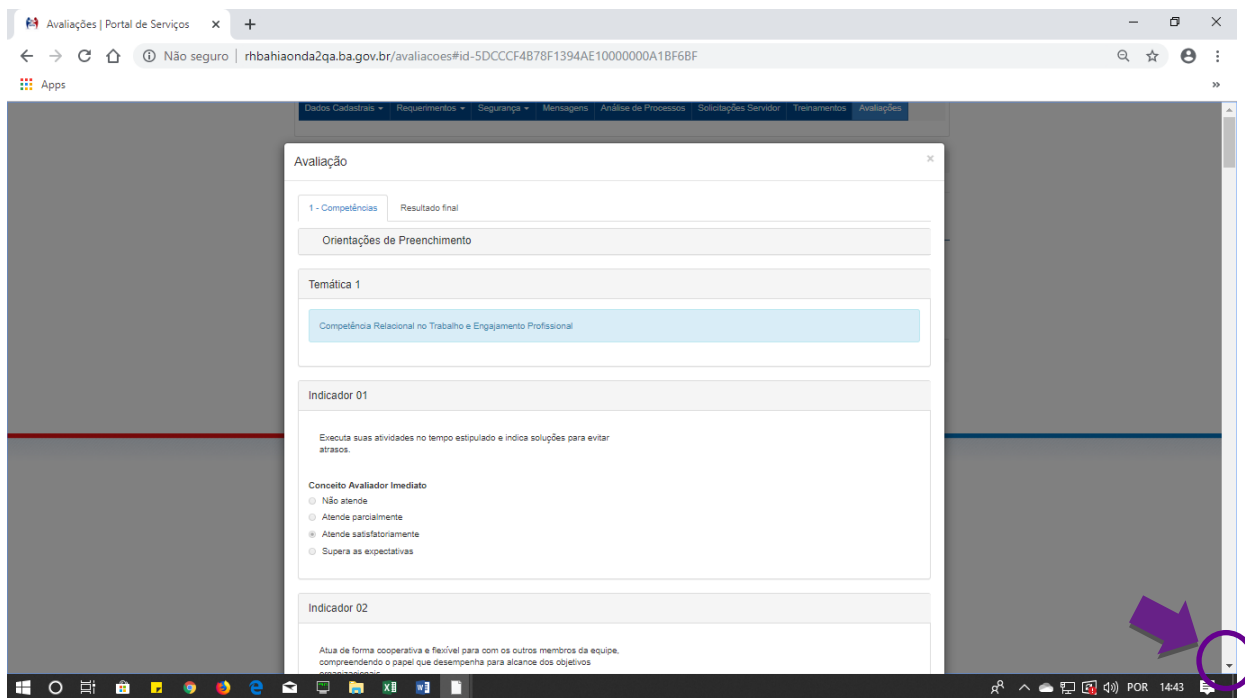 Avaliações | Portal de Serviços
Não seguro | rhbahiaonda2qa.ba.gov.br/avaliacoes#id-5DCCCF4B78F1394AE10000000A1BF6BF
Apps
Dados Cadastrais Requerimentos Segurança Mensagens Análise de Processos Solicitações Servidor Treinamentos Avaliações
Avaliação
1 - Competências Resultado final
Orientações de Preenchimento
Temática 1
Competência Relacional no Trabalho e Engajamento Profissional
Indicador 01
Executa suas atividades no tempo estipulado e indica soluções para evitar
atrasos.
Conceito Avaliador Imediato
Não atende
Atende parcialmente
Atende satisfatoriamente
Supera as expectativas
Indicador 02
Atua de forma cooperativa e flexível para com os outros membros da equipe,
compreendendo o papel que desempenha para alcance dos objetivos
organizacionais
POR 14:43